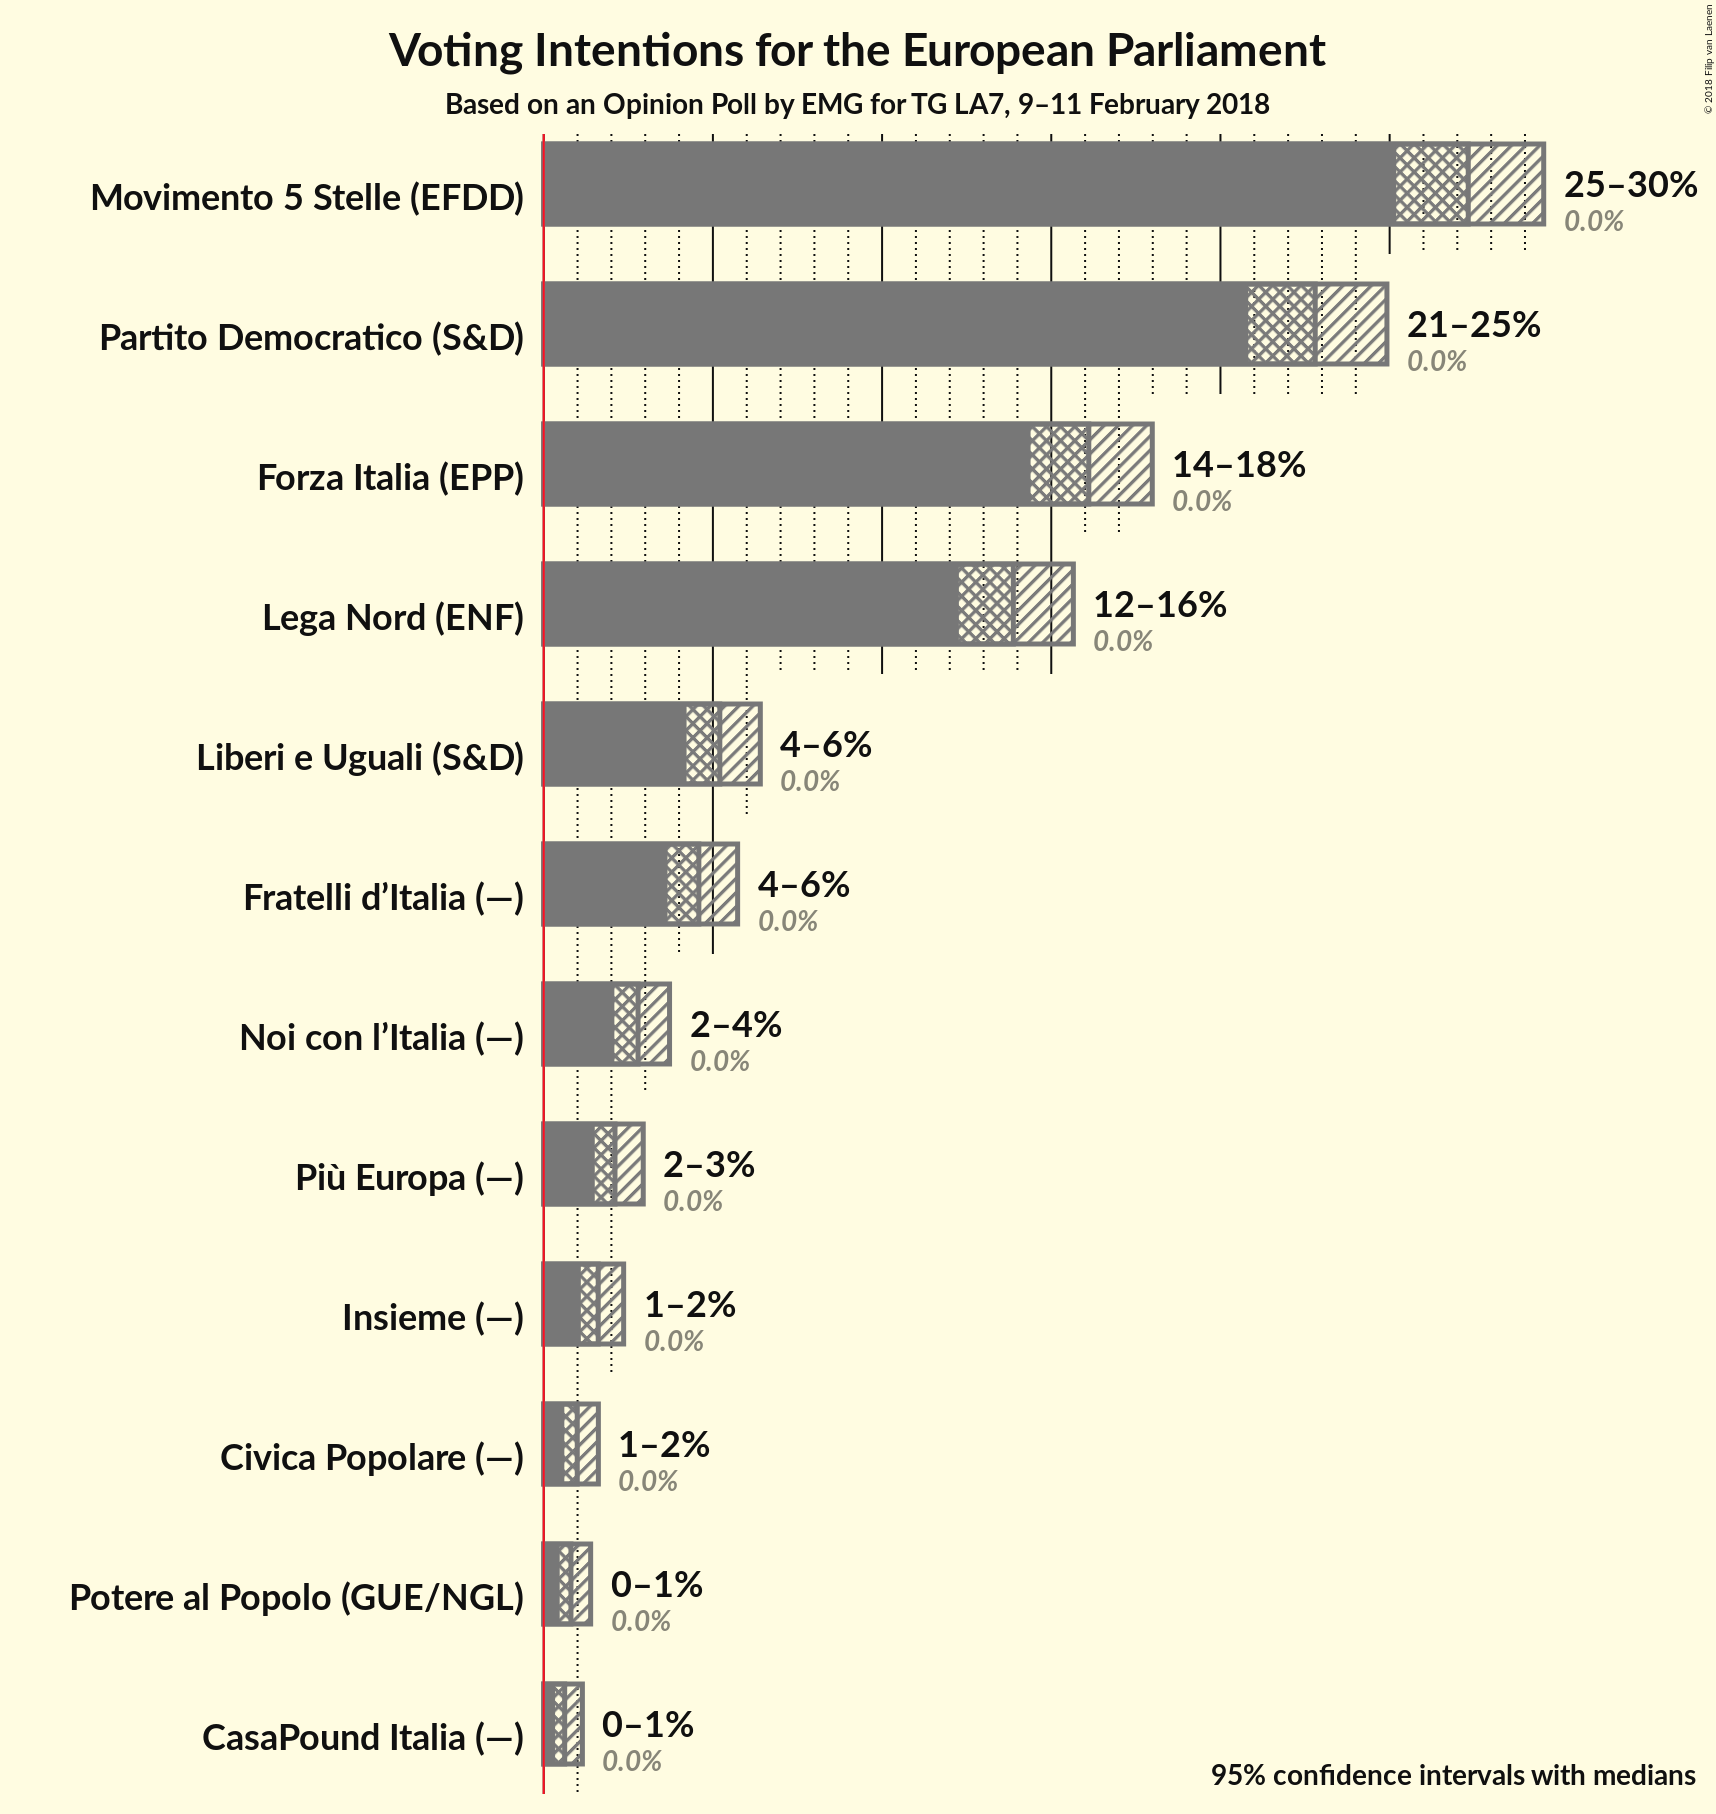 Voting Intentions for the European Parliament
Based on an Opinion Poll by EMG for TG LA7, 9–11 February 2018
© 2018 Filip van Laenen
Movimento 5 Stelle (EFDD)
25–30%
0.0%
Partito Democratico (S&D)
21–25%
0.0%
Forza Italia (EPP)
14–18%
0.0%
Lega Nord (ENF)
12–16%
0.0%
Liberi e Uguali (S&D)
4–6%
0.0%
Fratelli d’Italia (—)
4–6%
0.0%
Noi con l’Italia (—)
2–4%
0.0%
Più Europa (—)
2–3%
0.0%
Insieme (—)
1–2%
0.0%
Civica Popolare (—)
1–2%
0.0%
Potere al Popolo (GUE/NGL)
0–1%
0.0%
CasaPound Italia (—)
0–1%
0.0%
95% confidence intervals with medians